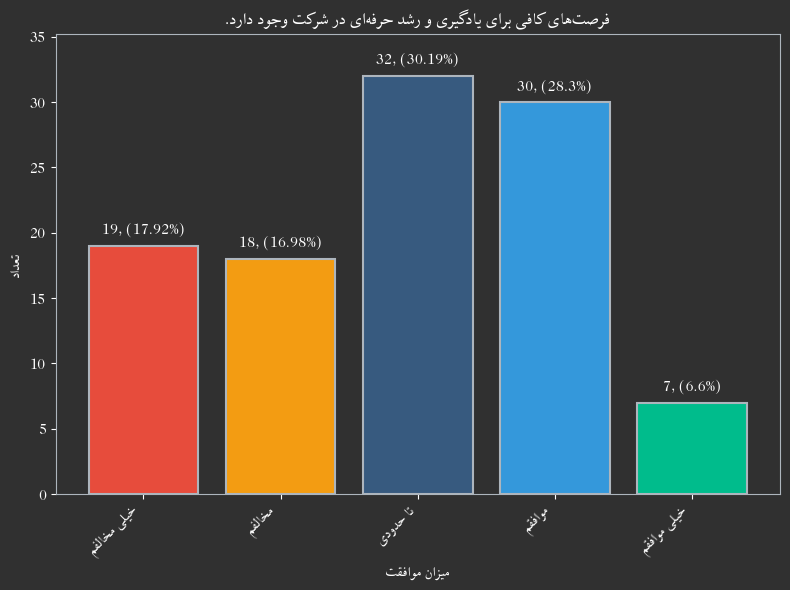 فرصت‌های کافی برای یادگیری و رشد حرفه‌ای در شرکت وجود دارد.
35
30
25
20
15
10
5
0
تعداد
19, (17.92%)
18, (16.98%)
32, (30.19%)
30, (28.3%)
7, (6.6%)
خیلی مخالفم
مخالفم
تا حدودی
موافقم
خیلی موافقم
میزان موافقت